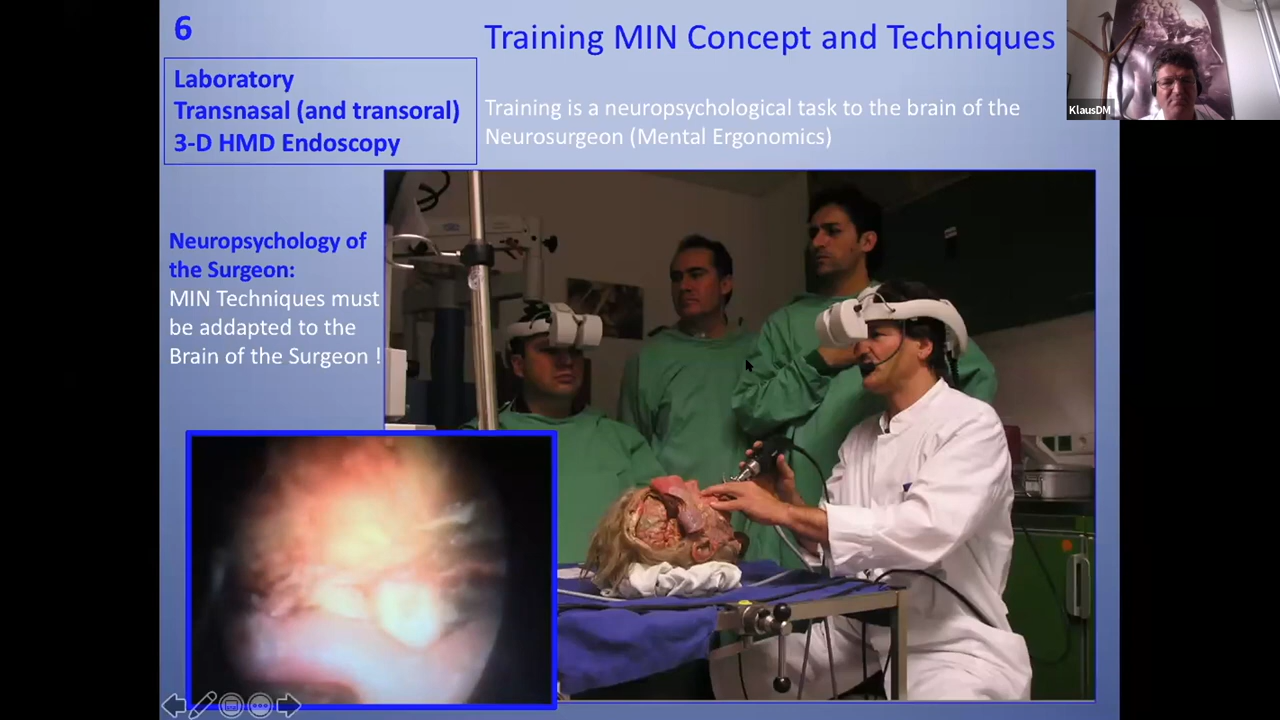 6
Training MIN Concept and Techniques
Laboratory
Transnasal (and transoral)
3-D HMD Endoscopy
Training is a neuropsychological task to the brain of the
Neurosurgeon (Mental Ergonomics)
KlausDM
Neuropsychology of
the Surgeon:
MIN Techniques must
be addapted to the
Brain of the Surgeon !